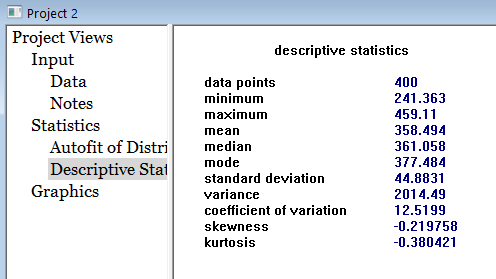 Project 2
Project Views
Input
Data
Notes
Statistics
Autofit of Distri
Descriptive Stat
Graphics
descriptive statistics
data points 400
minimum 241.363
maximum 459.11
mean 358.494
median 361.058
mode 377.484
standard deviation 44.8831
variance 2014.49
coefficient of variation 12.5199
skewness -0.219758
kurtosis -0.380421